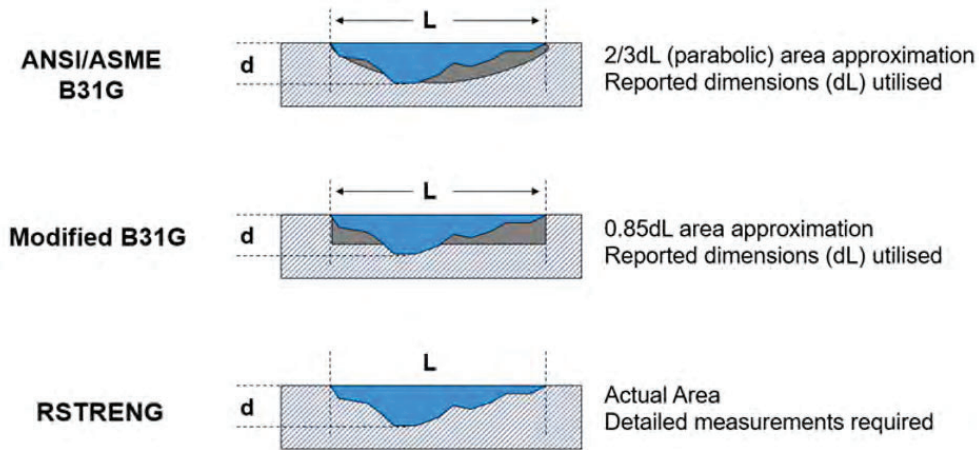 L
ANSI/ASME
B31G
d
2/3dL (parabolic) area approximation
Reported dimensions (dL) utilised
L
Modified B31G
d
0.85dL area approximation
Reported dimensions (dL) utilised
L
RSTRENG
d
Actual Area
Detailed measurements required